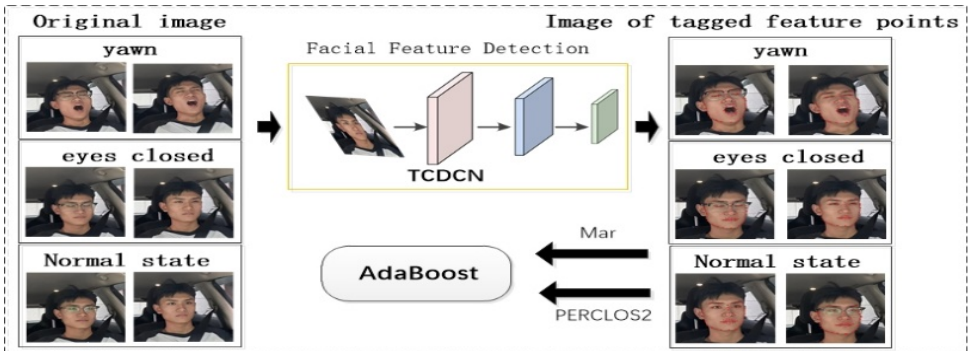 Original image
yawn
eyes closed
Normal state
Facial Feature Detection
TCDCN
Image of tagged feature points
yawn
eyes closed
Normal state
Mar
PERCLOS2
AdaBoost